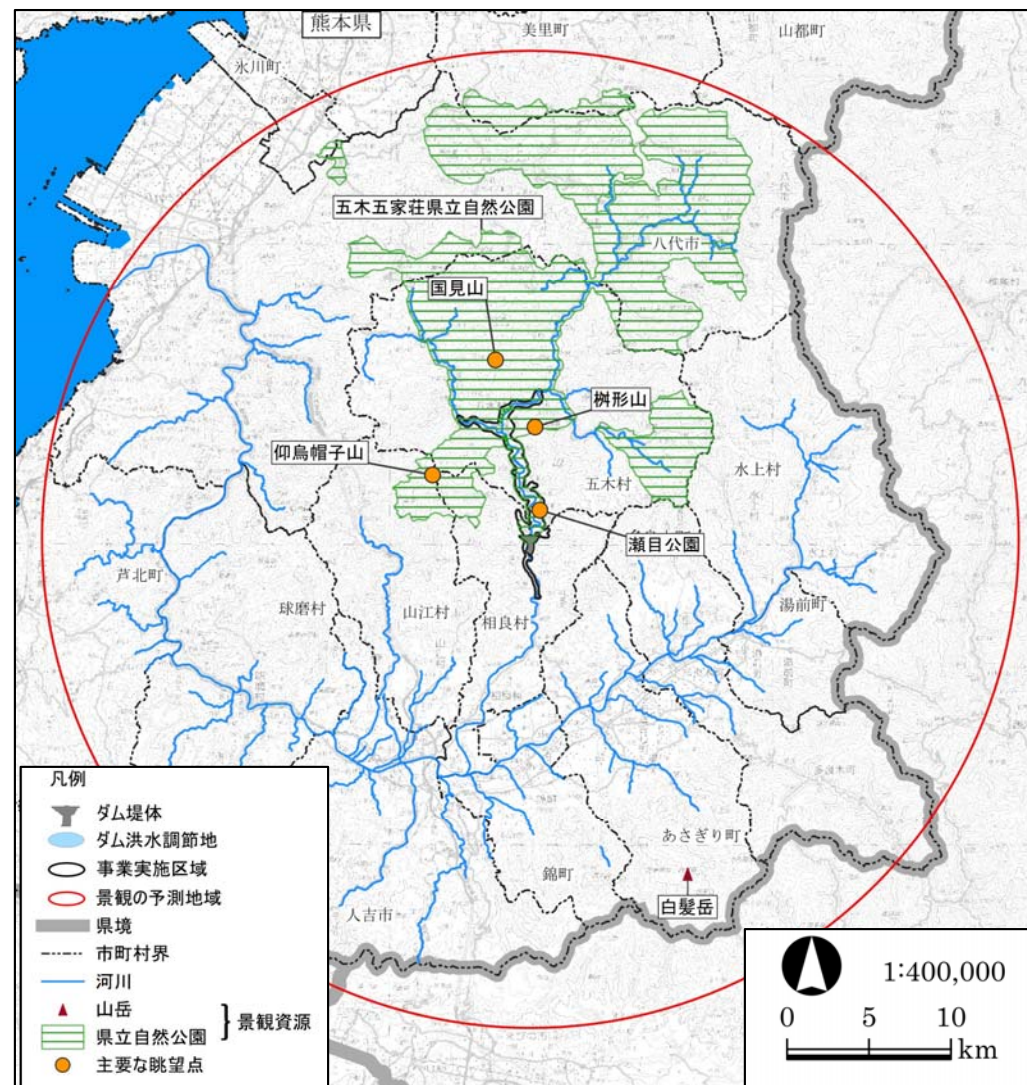 熊本県
美里町
山都町
氷川町
五木五家荘県立自然公園
八代市
国見山
桝形山
仰烏帽子山
五木村
水上村
瀬目公園
芦北町
球磨村
山江村
相良村
湯前町
あさぎり町
錦町
白髪岳
人吉市
多良木町
凡例
ダム堤体
ダム洪水調節地
事業実施区域
景観の予測地域
県境
市町村界
河川
山岳
県立自然公園
景観資源
主要な眺望点
1:400,000
0 5 10
km